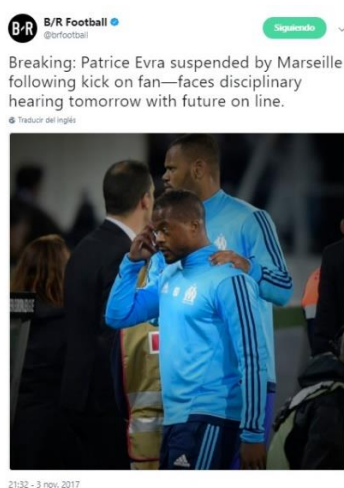 B/R Football
@brfootball
Siguiendo
Breaking: Patrice Evra suspended by Marseille
following kick on fan—faces disciplinary
hearing tomorrow with future on line.
Traducir del inglés
21:32 - 3 nov. 2017